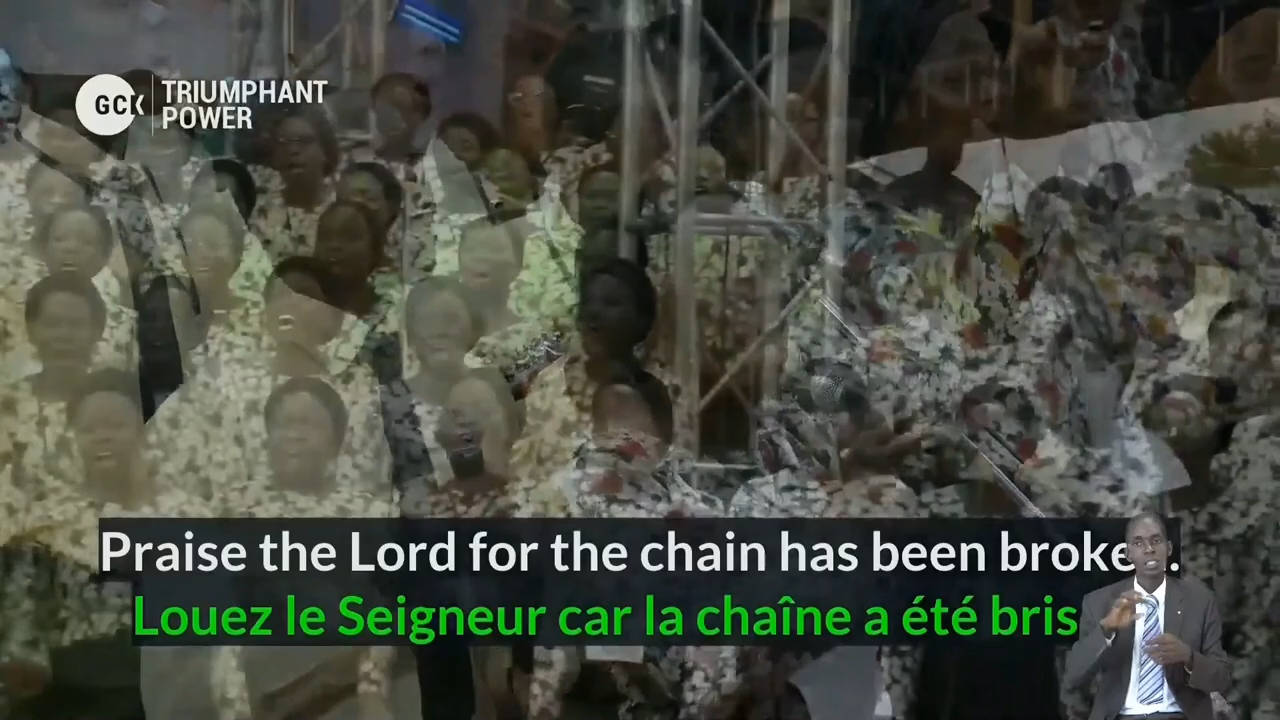 GCK
TRIUMPHANT
POWER
Praise the Lord for the chain has been broke .
Louez le Seigneur car la chaîne a été bris